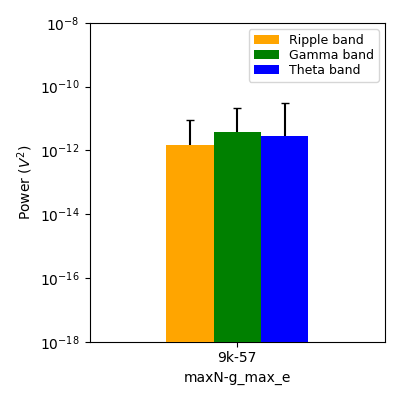 10⁻⁸
10⁻¹⁰
10⁻¹²
10⁻¹⁴
10⁻¹⁶
10⁻¹⁸
Power (V²)
Ripple band
Gamma band
Theta band
9k-57
maxN-g_max_e